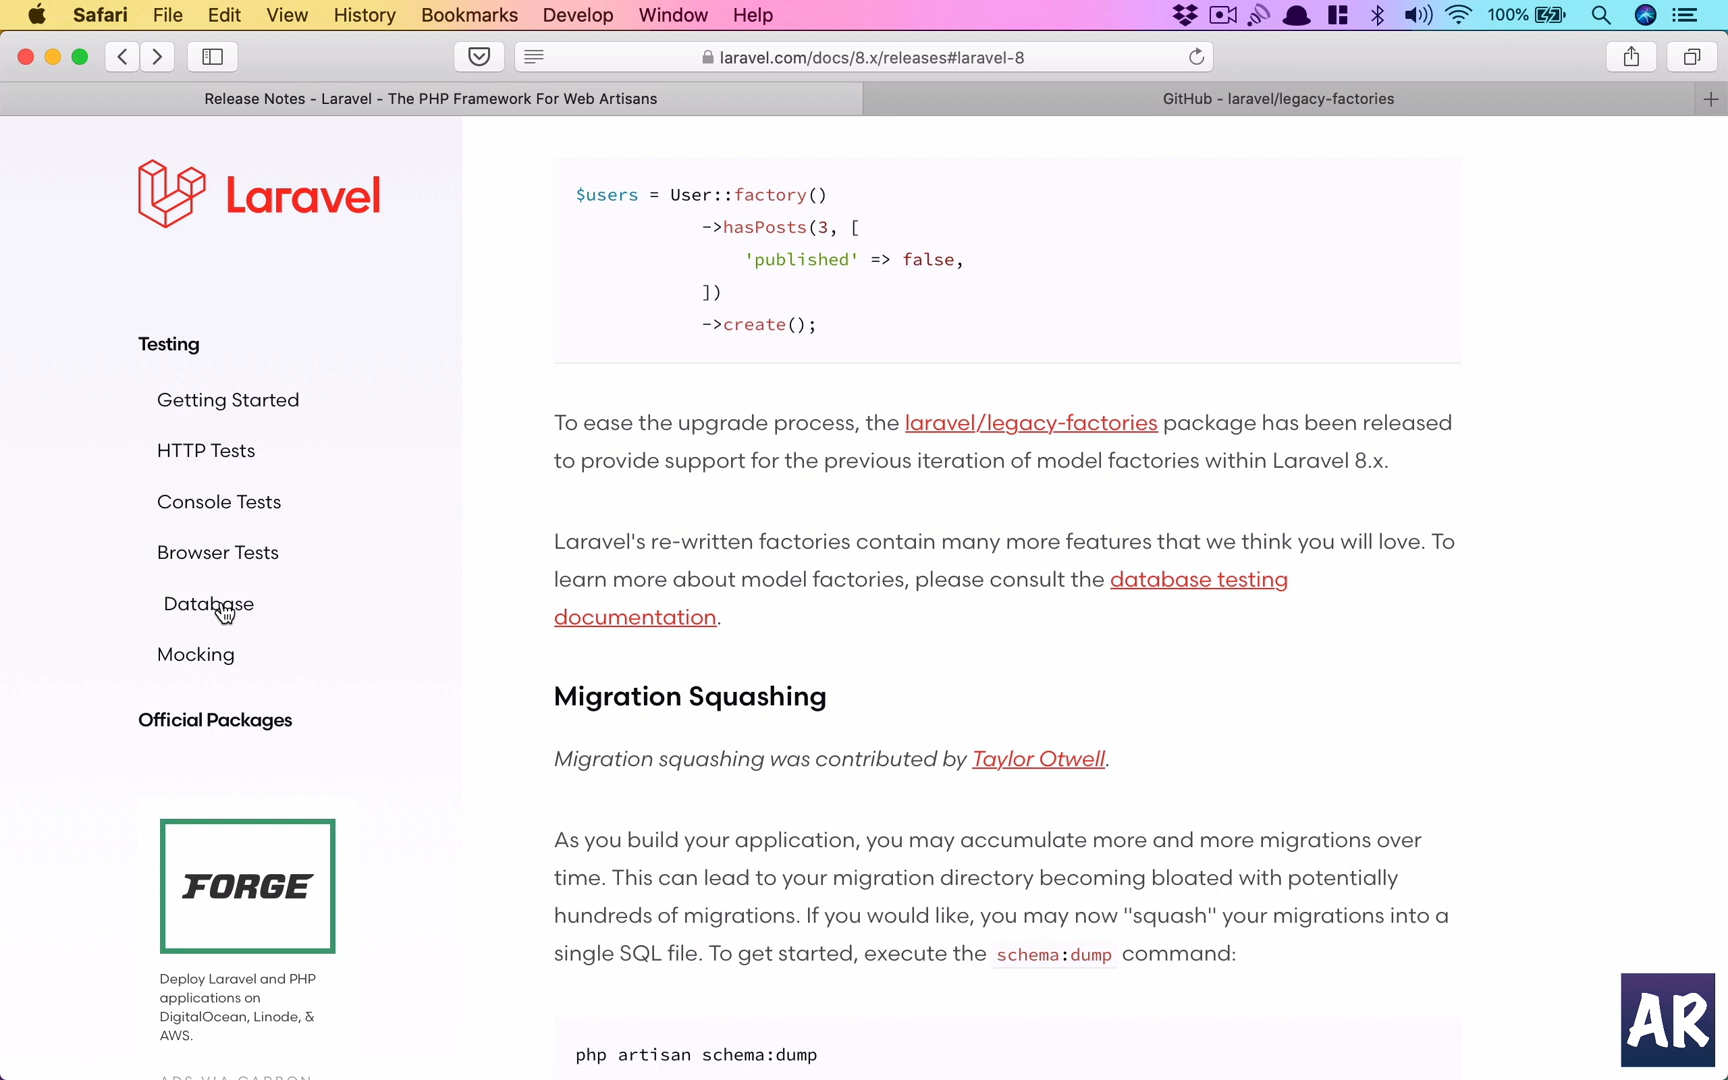 Safari File Edit View History Bookmarks Develop Window Help 100%
laravel.com/docs/8.x/releases#laravel-8
Release Notes - Laravel - The PHP Framework For Web Artisans
GitHub - laravel/legacy-factories
Laravel
Testing
Getting Started
HTTP Tests
Console Tests
Browser Tests
Database
Mocking
Official Packages
FORGE
Deploy Laravel and PHP
applications on
DigitalOcean, Linode, &
AWS.
ADS VIA CARBON
$users = User::factory()
->hasPosts(3, [
'published' => false,
])
->create();
To ease the upgrade process, the laravel/legacy-factories package has been released
to provide support for the previous iteration of model factories within Laravel 8.x.
Laravel's re-written factories contain many more features that we think you will love. To
learn more about model factories, please consult the database testing
documentation.
Migration Squashing
Migration squashing was contributed by Taylor Otwell.
As you build your application, you may accumulate more and more migrations over
time. This can lead to your migration directory becoming bloated with potentially
hundreds of migrations. If you would like, you may now "squash" your migrations into a
single SQL file. To get started, execute the schema:dump command:
php artisan schema:dump
AR